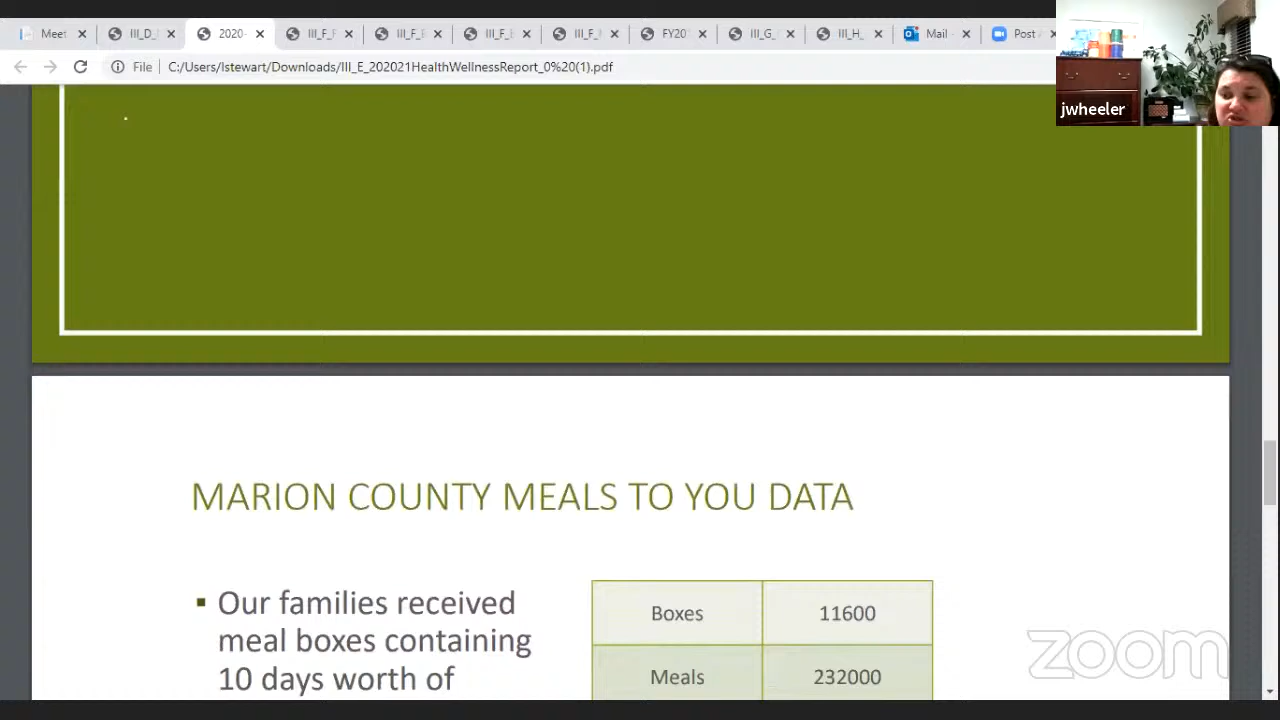 Meet
III_D_
2020-
III_F_F
III_F_E
III_F_
III_F_
FY20
III_G_
III_H_
Mail
Post
File C:/Users/lstewart/Downloads/III_E_202021HealthWellnessReport_0%20(1).pdf
jwheeler
MARION COUNTY MEALS TO YOU DATA
▪ Our families received
meal boxes containing
10 days worth of
Boxes 11600
Meals 232000
zoom